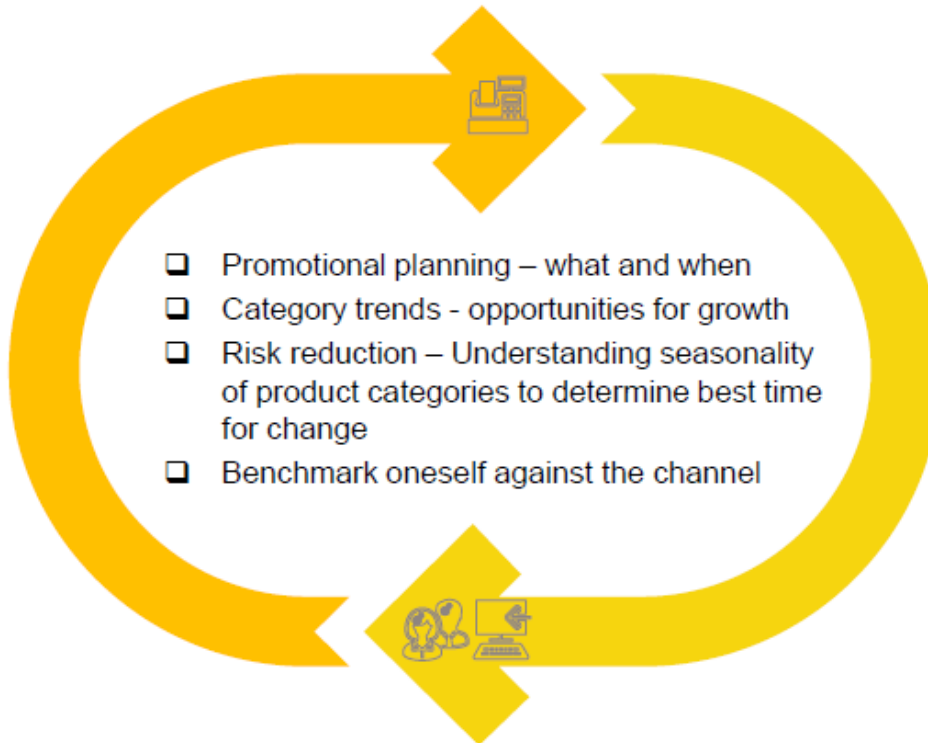 Promotional planning – what and when
Category trends - opportunities for growth
Risk reduction – Understanding seasonality
of product categories to determine best time
for change
Benchmark oneself against the channel